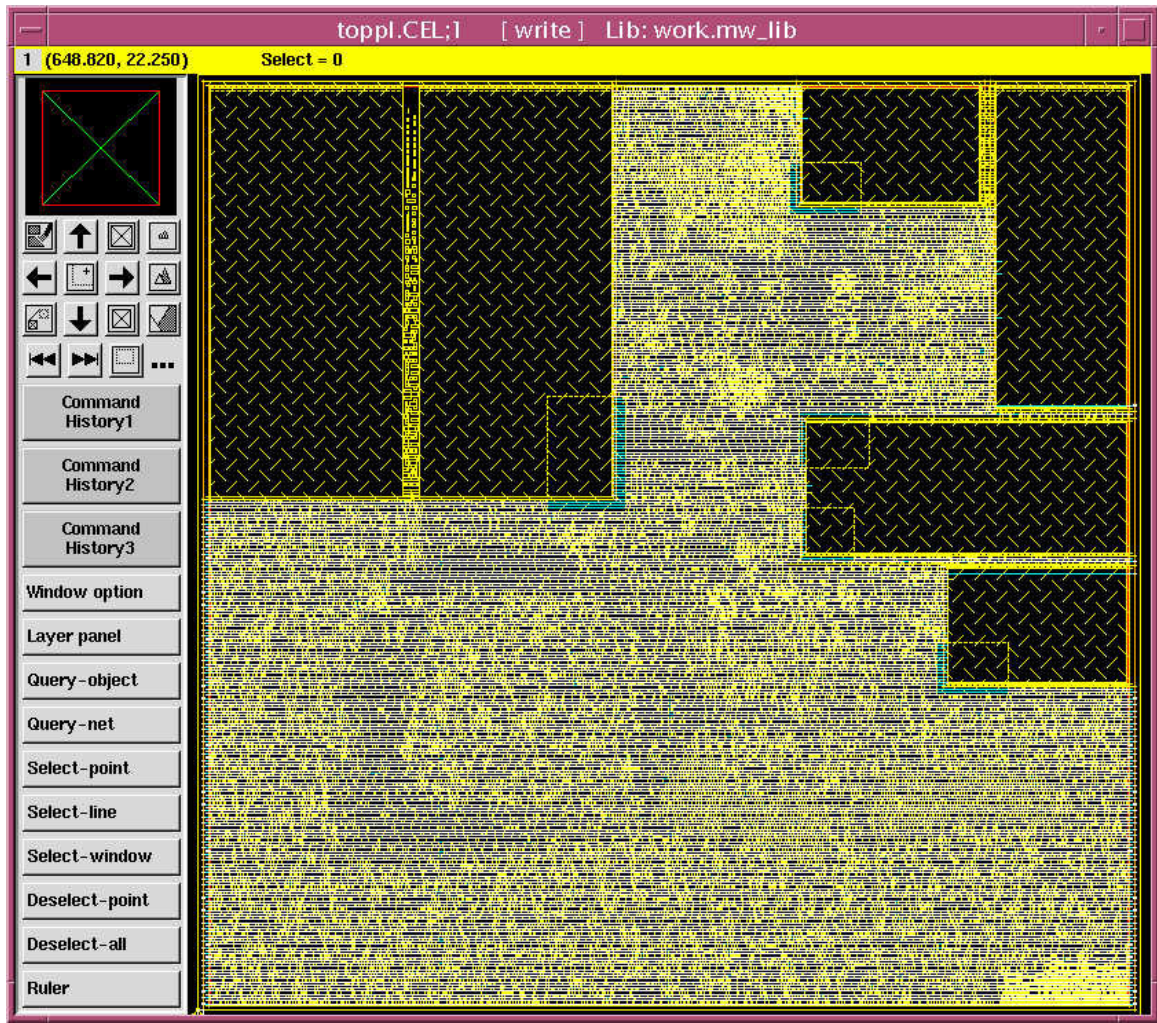 toppl.CEL;1 [ write ] Lib: work.mw_lib
1 (648.820, 22.250) Select = 0
Command
History1
Command
History2
Command
History3
Window option
Layer panel
Query-object
Query-net
Select-point
Select-line
Select-window
Deselect-point
Deselect-all
Ruler